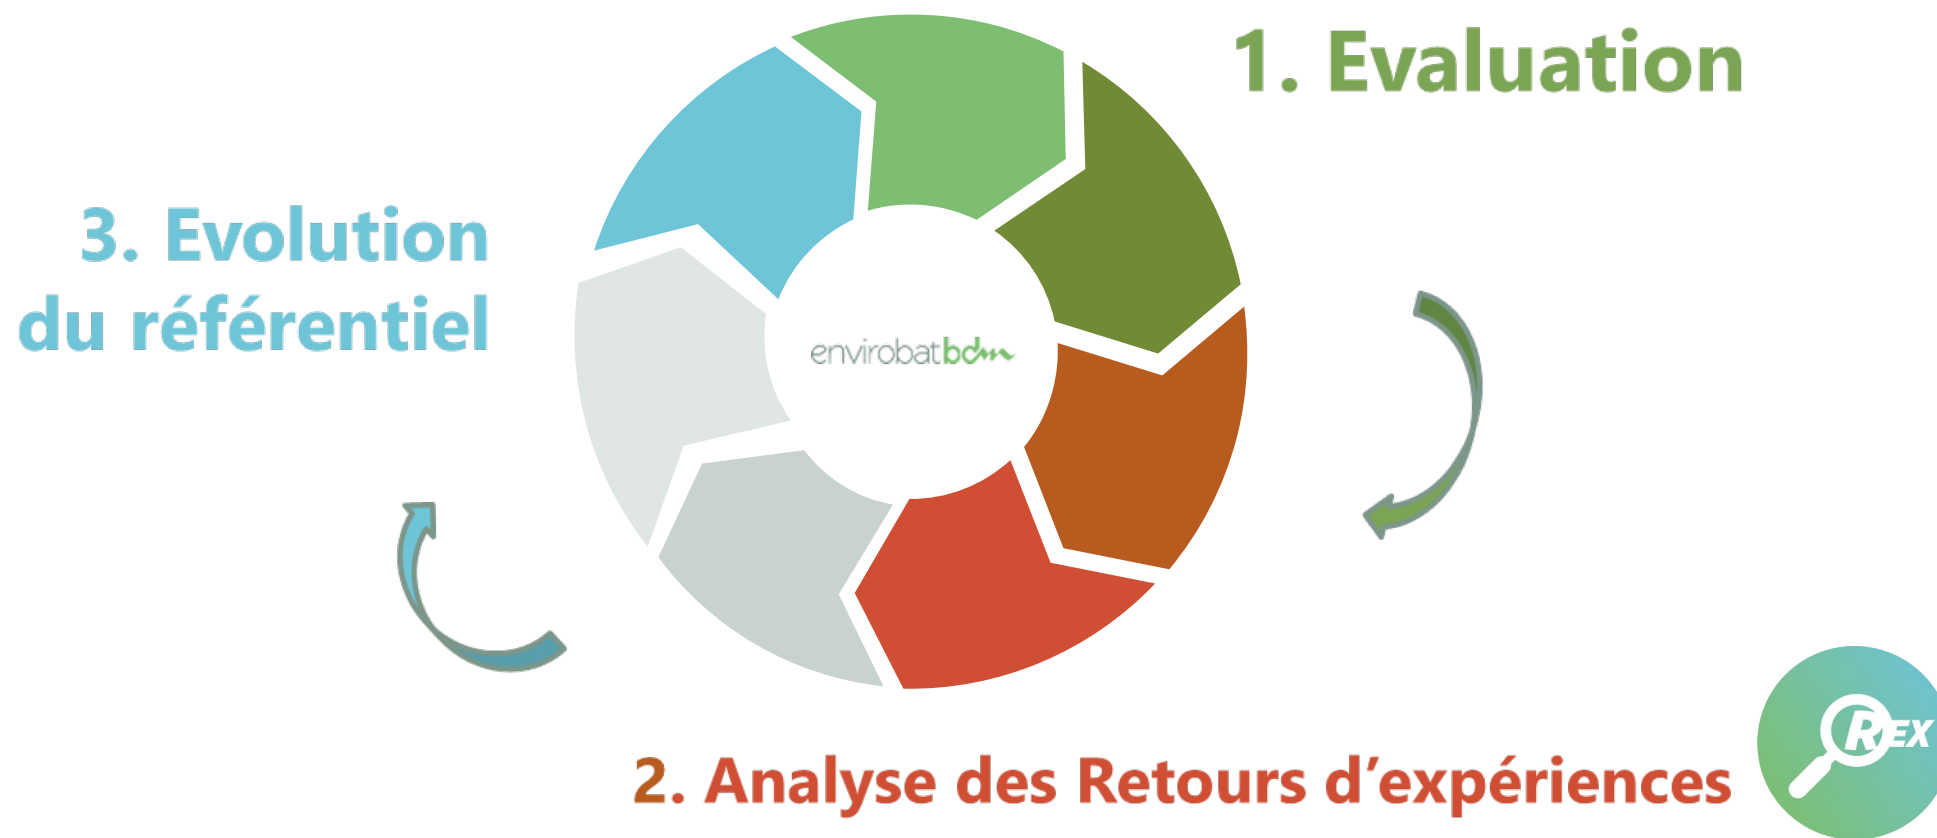 1. Evaluation
3. Evolution
du référentiel
envirobatbdm
2. Analyse des Retours d’expériences
REX